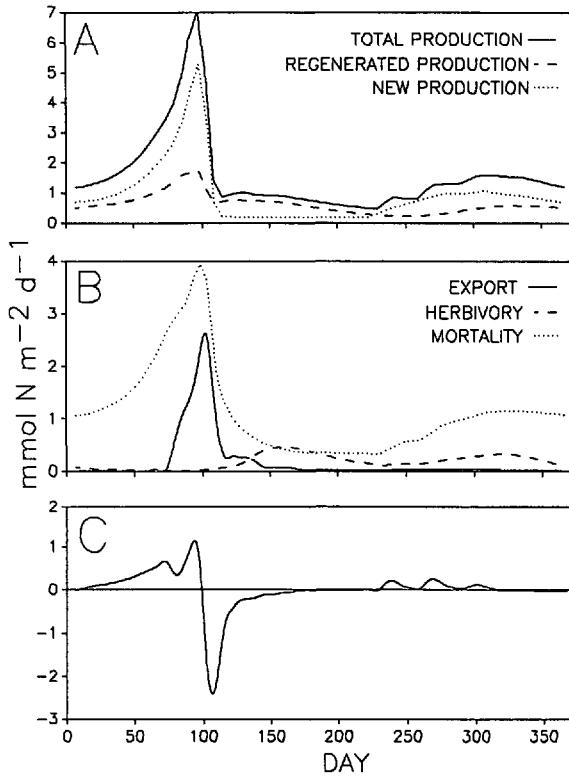 A
TOTAL PRODUCTION
REGENERATED PRODUCTION
NEW PRODUCTION
7
6
5
4
3
2
1
0
B
EXPORT
HERBIVORY
MORTALITY
4
3
2
1
0
mmol N m−2 d−1
C
2
1
0
−1
−2
−3
0 50 100 150 200 250 300 350
DAY